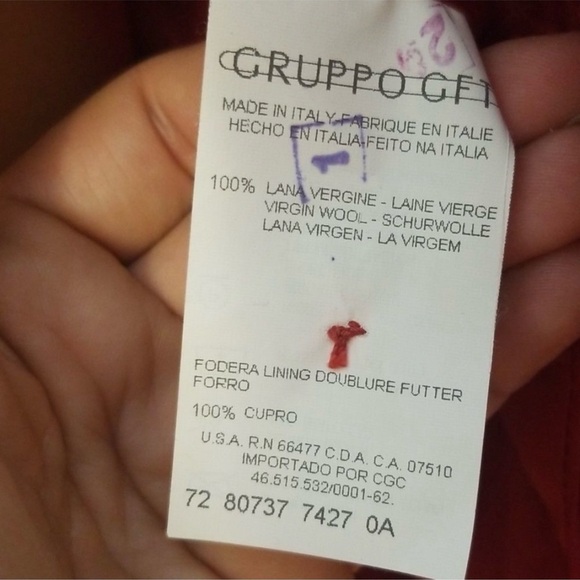 GRUPPO GFT
MADE IN ITALY-FABRIQUE EN ITALIE
HECHO EN ITALIA-FEITO NA ITALIA
1
100% LANA VERGINE - LAINE VIERGE
VIRGIN WOOL - SCHURWOLLE
LANA VIRGEN - LA VIRGEM
FODERA LINING DOUBLURE FUTTER
FORRO
100% CUPRO
U.S.A. R.N 66477 C.D.A. C.A. 07510
IMPORTADO POR CGC
46.515.532/0001-62.
72 80737 7427 0A